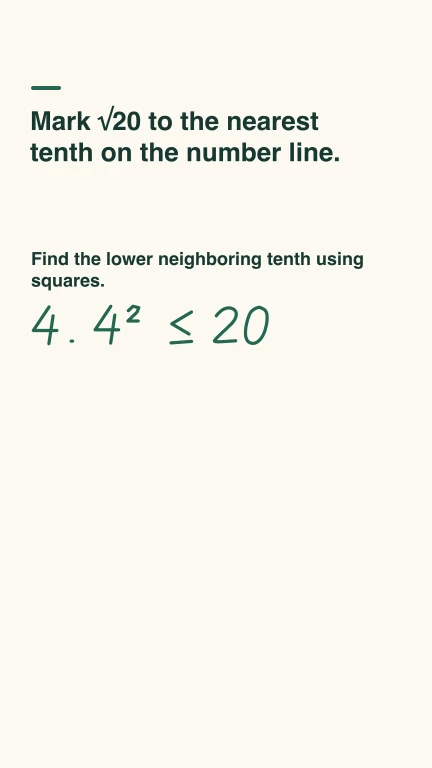 Mark √20 to the nearest
tenth on the number line.
Find the lower neighboring tenth using
squares.
4.4² ≤ 20